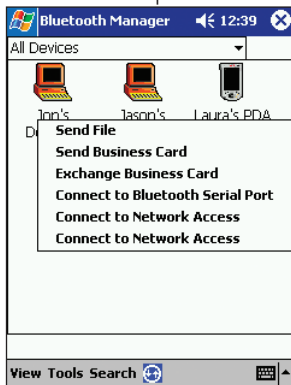 Bluetooth Manager 12:39
All Devices
Jon's Jason's Laura's PDA
D
Send File
Send Business Card
Exchange Business Card
Connect to Bluetooth Serial Port
Connect to Network Access
Connect to Network Access
View Tools Search